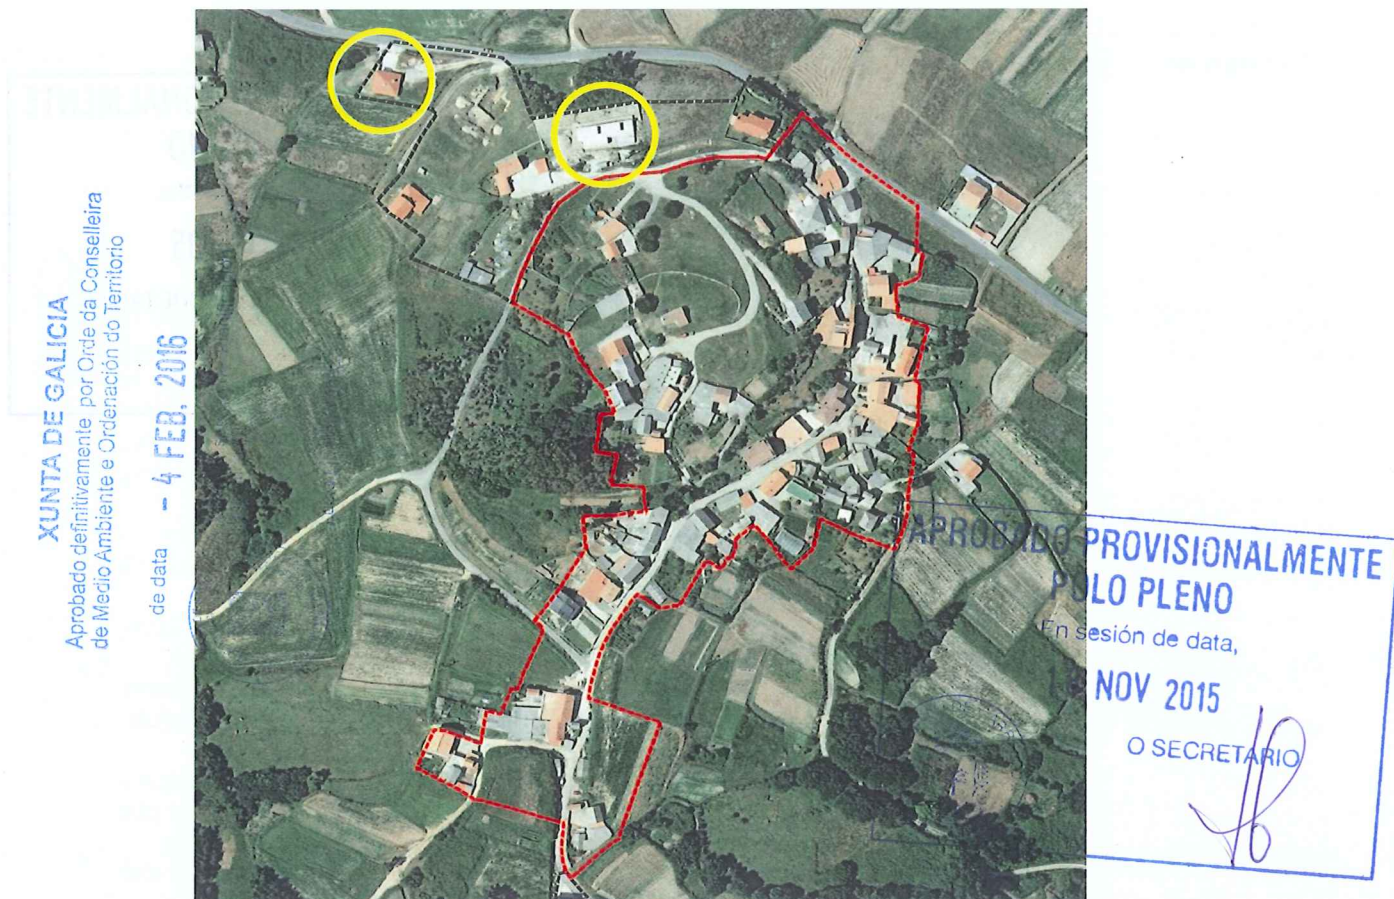 XUNTA DE GALICIA
Aprobado definitivamente por Orde da Conselleira
de Medio Ambiente e Ordenación do Territorio
de data - 4 FEB. 2016
APROBADO PROVISIONALMENTE
POLO PLENO
En sesión de data,
NOV 2015
O SECRETARIO